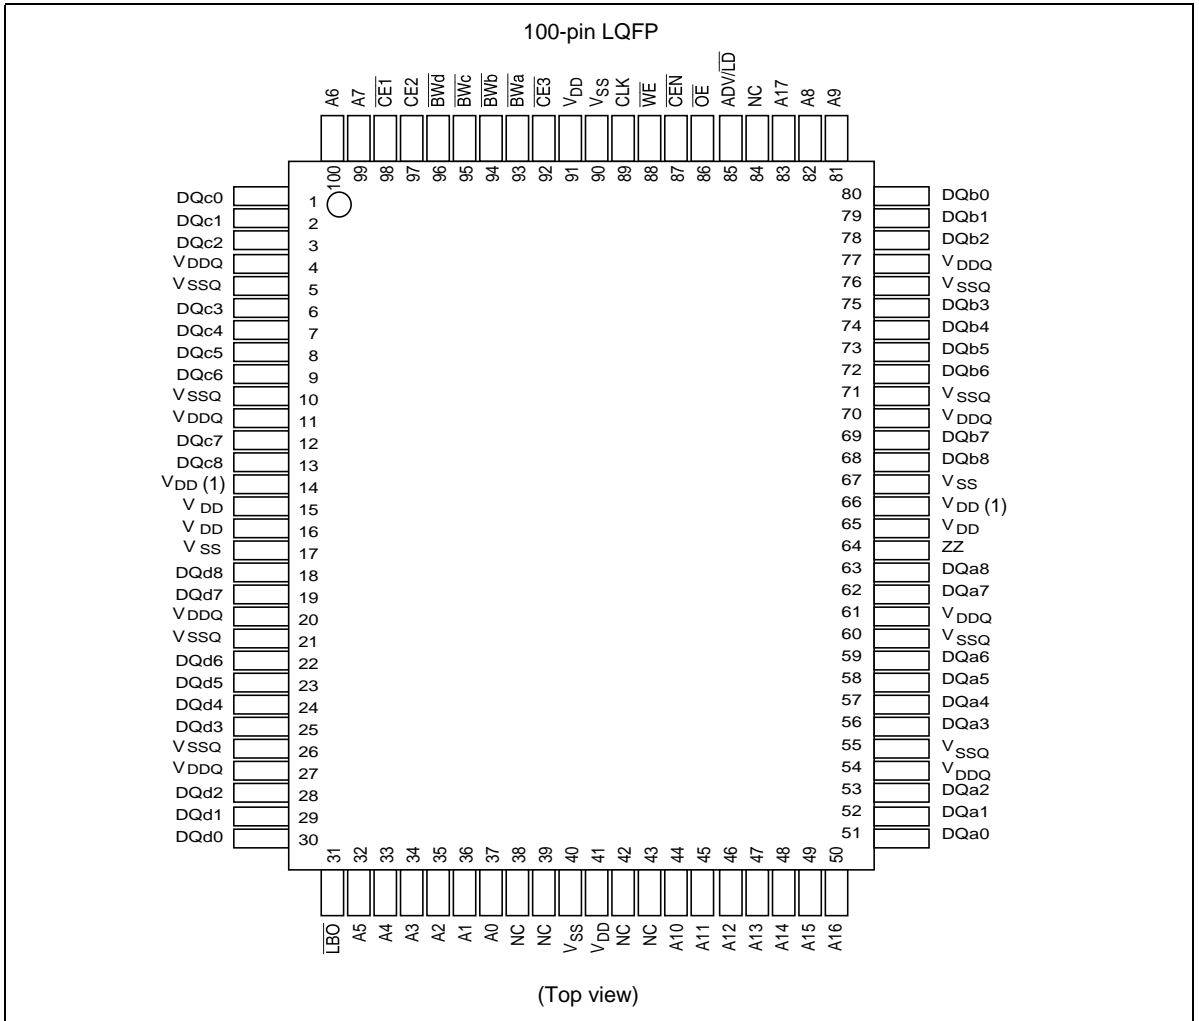 100-pin LQFP
A6 A7 CE1 CE2 BWd BWc BWb BWa CE3 VDD VSS CLK WE CEN OE ADV/LD NC A17 A8 A9
100 99 98 97 96 95 94 93 92 91 90 89 88 87 86 85 84 83 82 81
DQc0 1 80 DQb0
DQc1 2 79 DQb1
DQc2 3 78 DQb2
VDDQ 4 77 VDDQ
VSSQ 5 76 VSSQ
DQc3 6 75 DQb3
DQc4 7 74 DQb4
DQc5 8 73 DQb5
DQc6 9 72 DQb6
VSSQ 10 71 VSSQ
VDDQ 11 70 VDDQ
DQc7 12 69 DQb7
DQc8 13 68 DQb8
VDD (1) 14 67 VSS
VDD 15 66 VDD (1)
VDD 16 65 VDD
VSS 17 64 ZZ
DQd8 18 63 DQa8
DQd7 19 62 DQa7
VDDQ 20 61 VDDQ
VSSQ 21 60 VSSQ
DQd6 22 59 DQa6
DQd5 23 58 DQa5
DQd4 24 57 DQa4
DQd3 25 56 DQa3
VSSQ 26 55 VSSQ
VDDQ 27 54 VDDQ
DQd2 28 53 DQa2
DQd1 29 52 DQa1
DQd0 30 51 DQa0
31 32 33 34 35 36 37 38 39 40 41 42 43 44 45 46 47 48 49 50
LBO A5 A4 A3 A2 A1 A0 NC NC VSS VDD NC NC A10 A11 A12 A13 A14 A15 A16
(Top view)